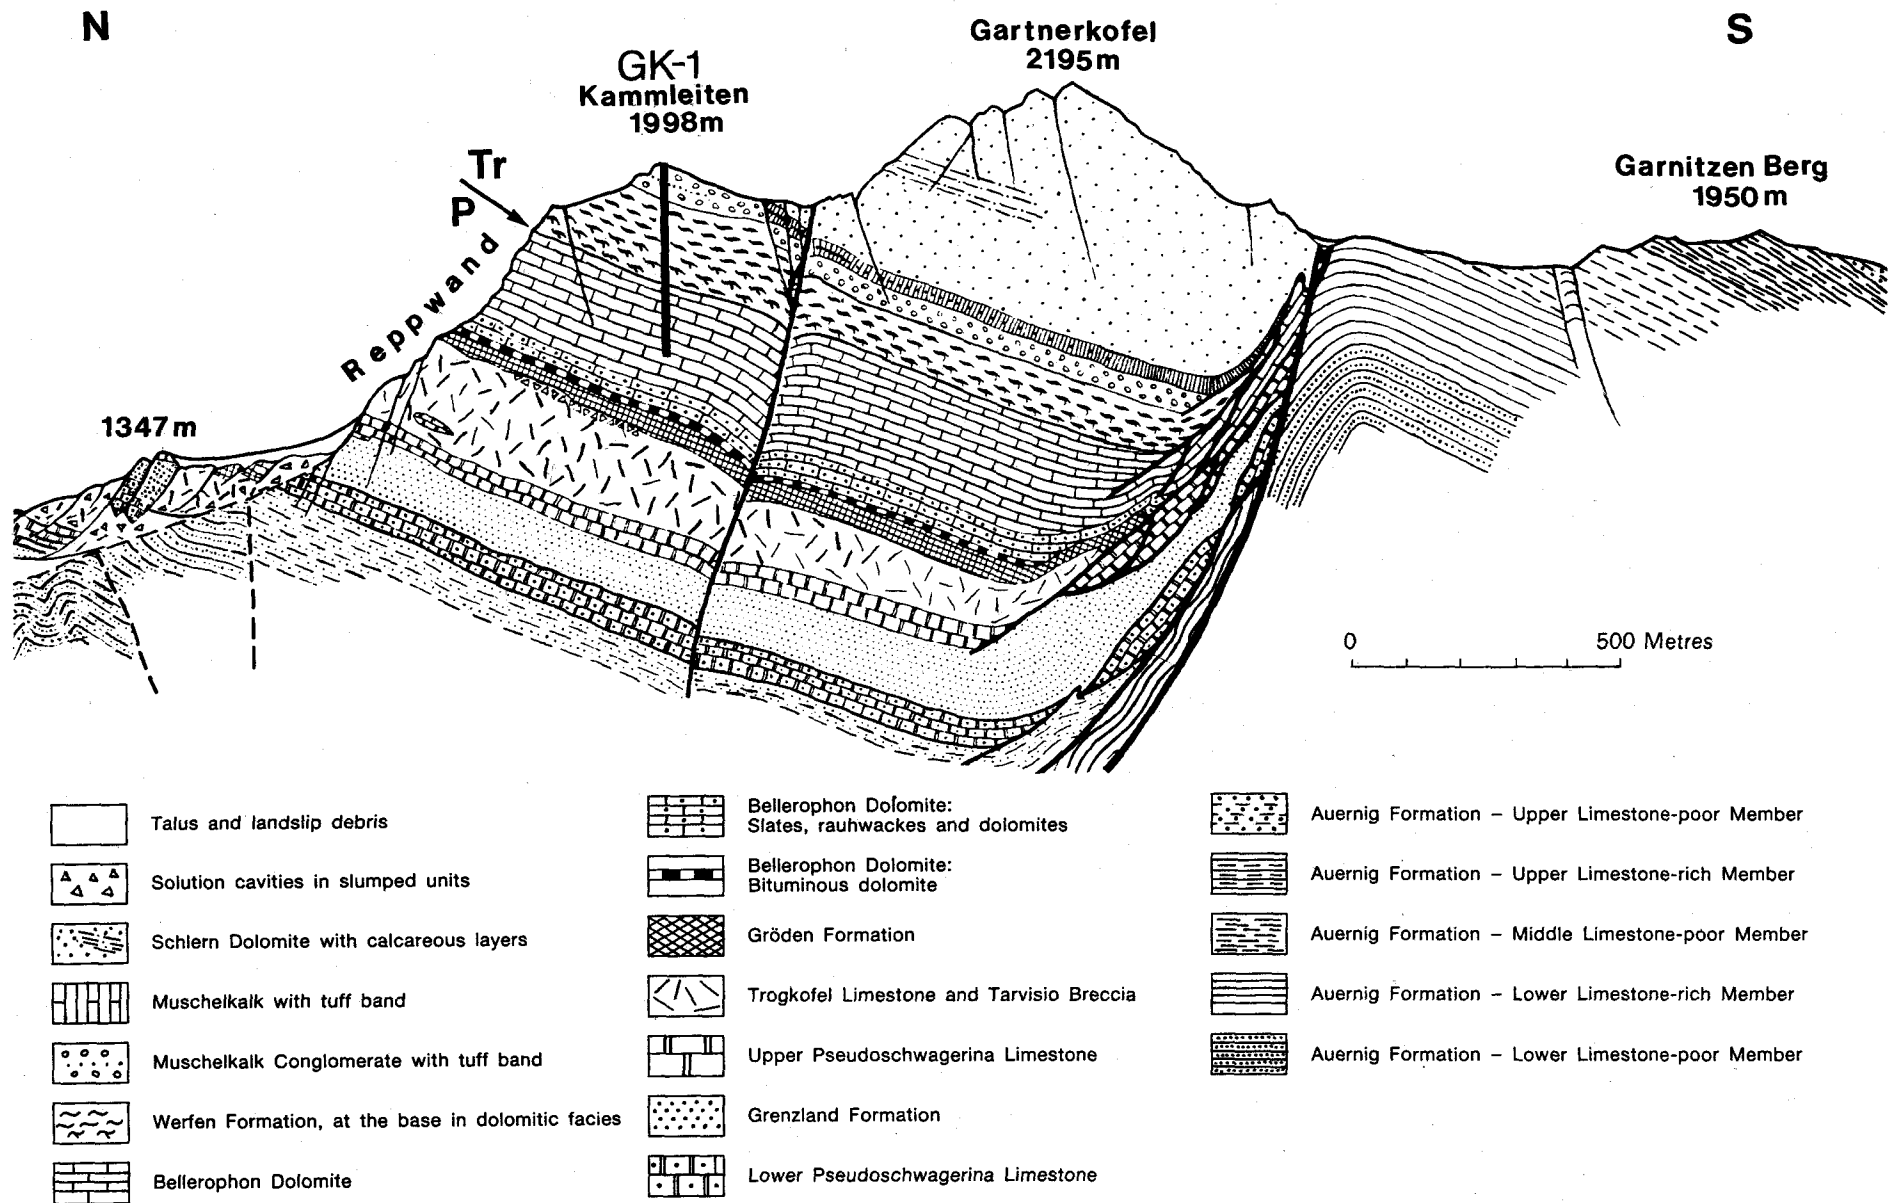 N
GK-1
Kammleiten
1998m
Gartnerkofel
2195m
S
Tr
P
Reppwand
Garnitzen Berg
1950m
1347m
0 500 Metres
Talus and landslip debris
Solution cavities in slumped units
Schlern Dolomite with calcareous layers
Muschelkalk with tuff band
Muschelkalk Conglomerate with tuff band
Werfen Formation, at the base in dolomitic facies
Bellerophon Dolomite
Bellerophon Dolomite:
Slates, rauhwackes and dolomites
Bellerophon Dolomite:
Bituminous dolomite
Gröden Formation
Trogkofel Limestone and Tarvisio Breccia
Upper Pseudoschwagerina Limestone
Grenzland Formation
Lower Pseudoschwagerina Limestone
Auernig Formation – Upper Limestone-poor Member
Auernig Formation – Upper Limestone-rich Member
Auernig Formation – Middle Limestone-poor Member
Auernig Formation – Lower Limestone-rich Member
Auernig Formation – Lower Limestone-poor Member